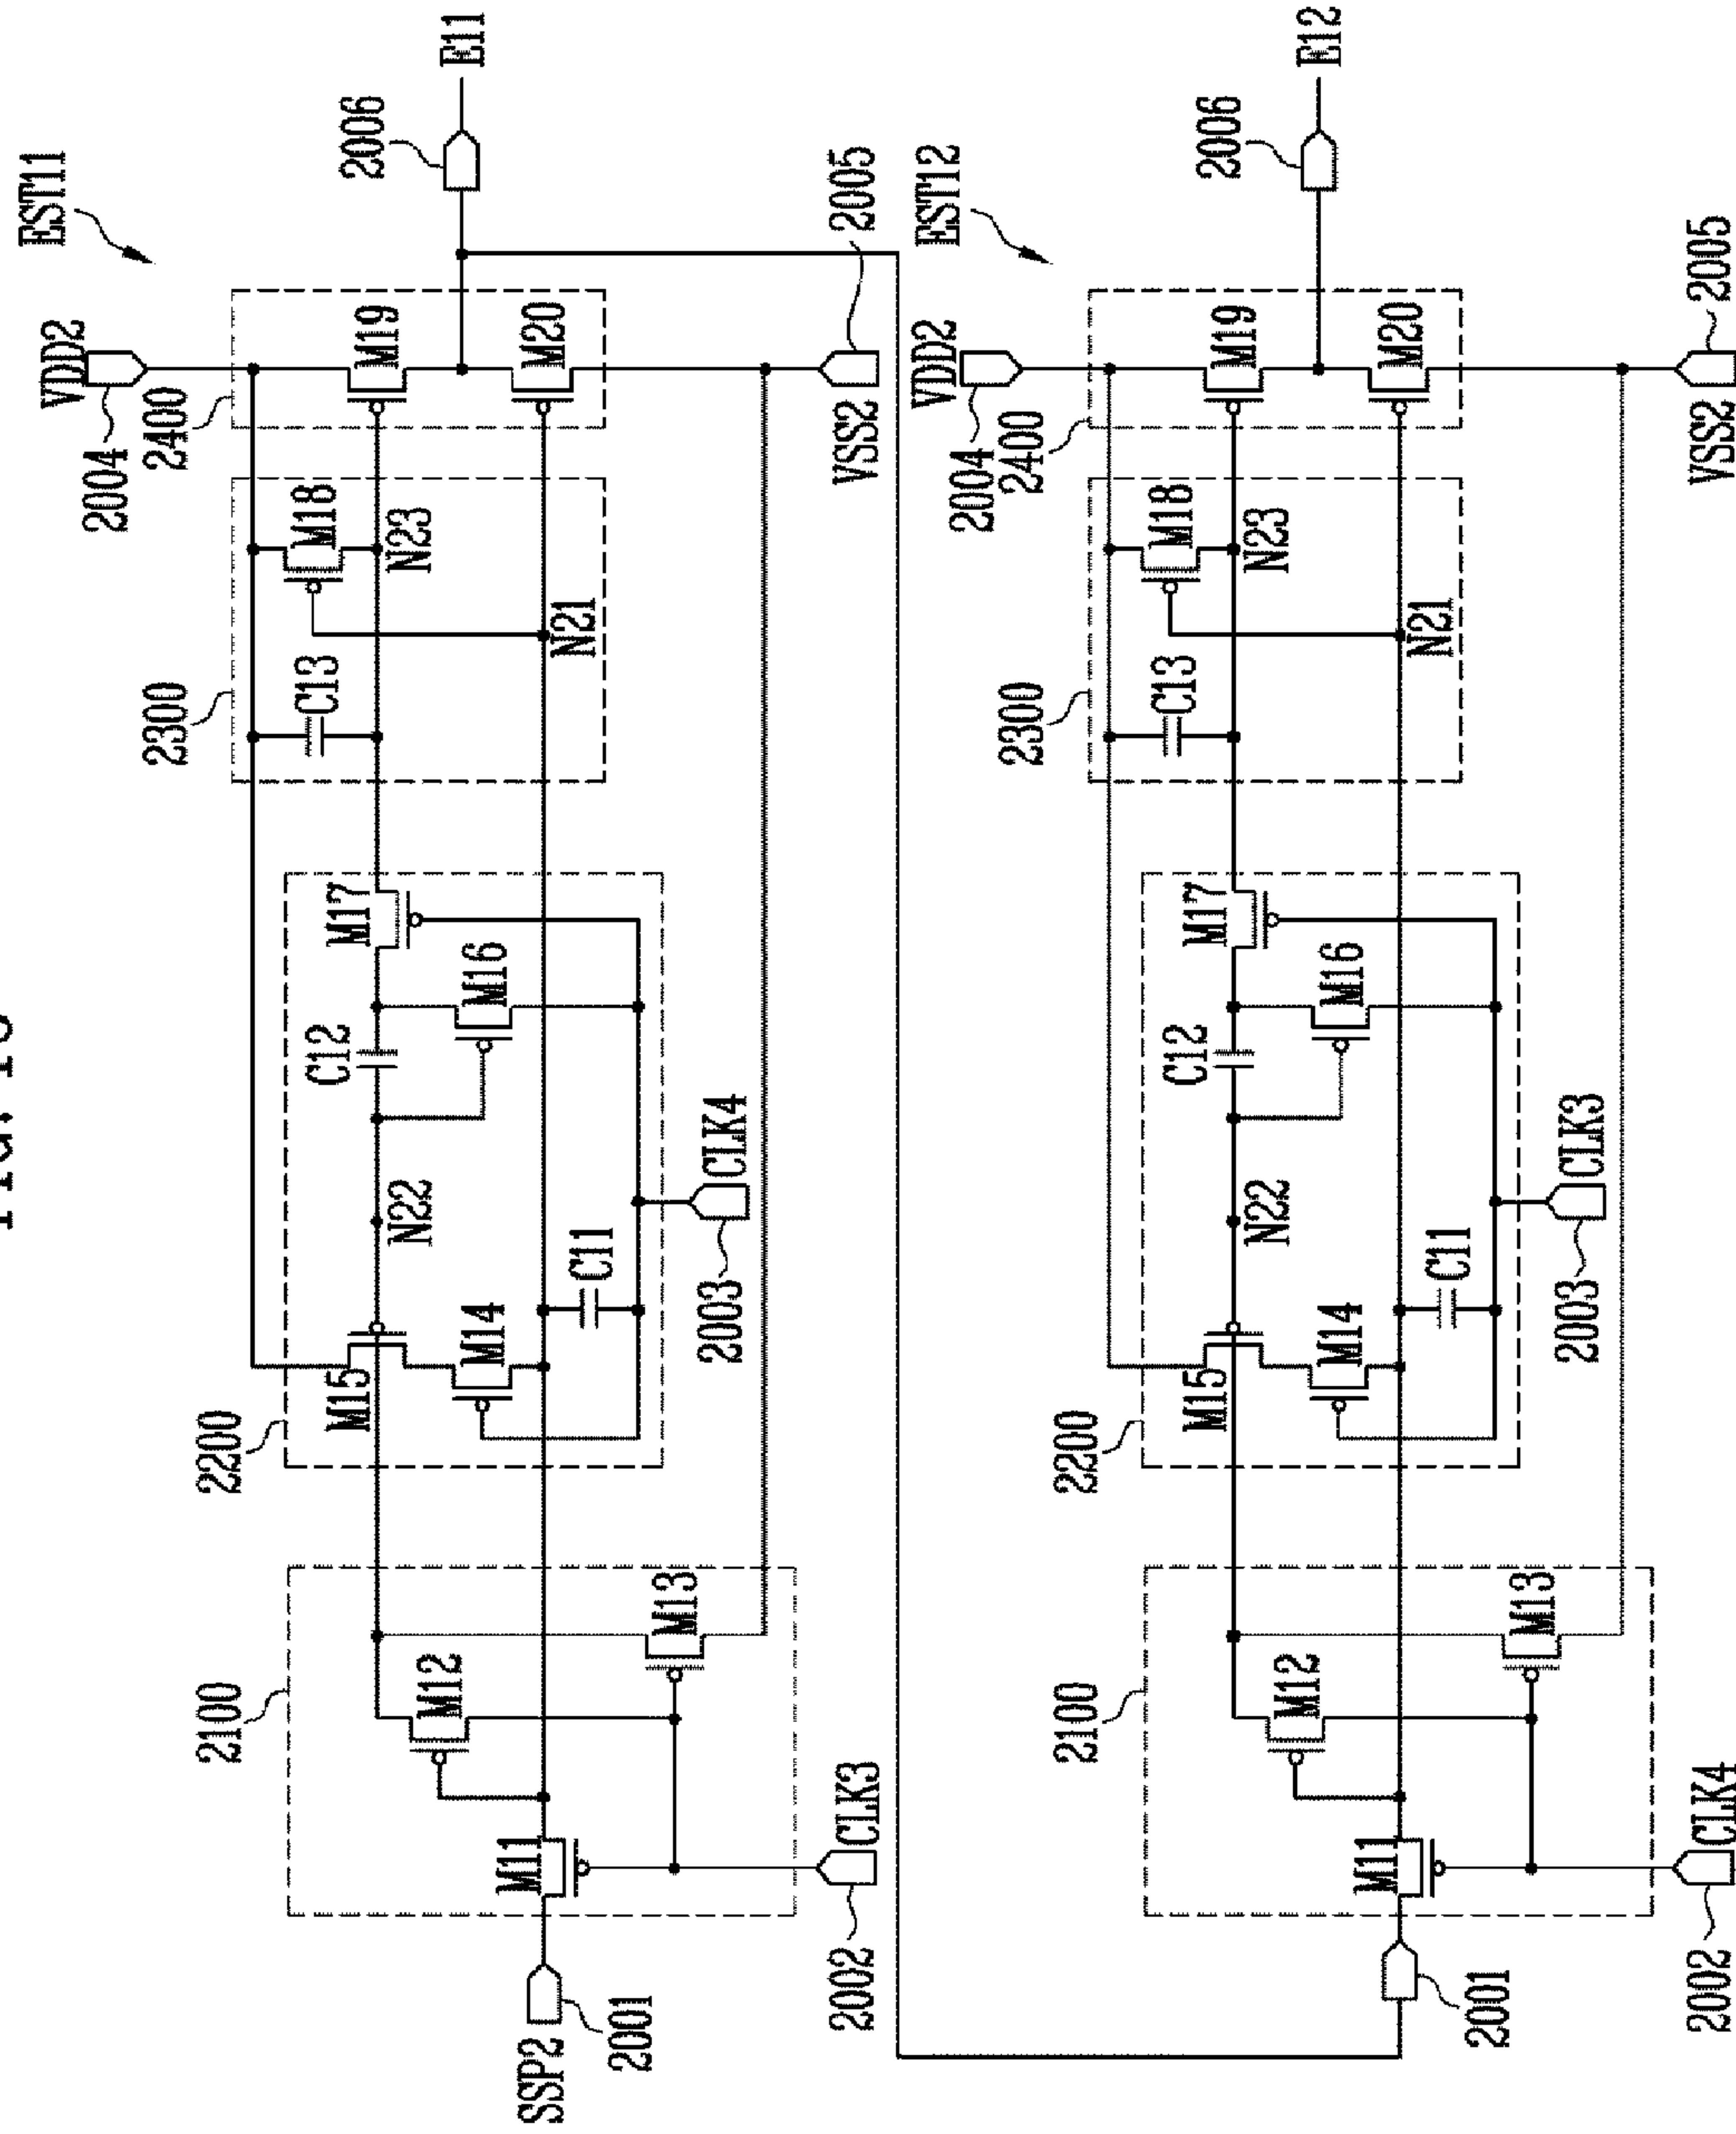 EST11
VDD2
2004
2400
M19
M20
2006
E11
2005
VSS2
2300
C13
M18
N23
N21
2200
M15
M14
N22
C12
M16
M17
C11
CLK4
2003
2100
M12
M13
M11
SSP2
2001
CLK3
2002
EST12
VDD2
2004
2400
M19
M20
2006
E12
2005
VSS2
2300
C13
M18
N23
N21
2200
M15
M14
N22
C12
M16
M17
C11
CLK3
2003
2100
M12
M13
M11
2001
CLK4
2002